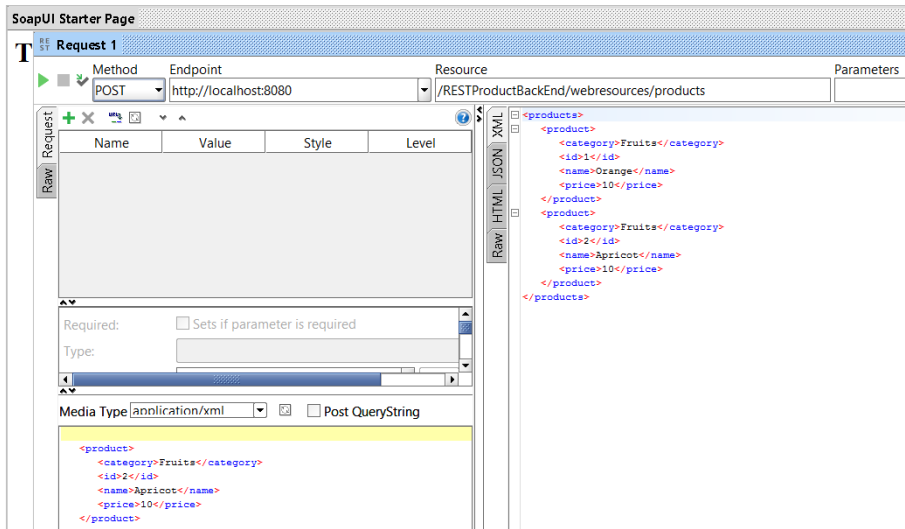 SoapUI Starter Page
T
REST Request 1
Method Endpoint Resource Parameters
POST http://localhost:8080 /RESTProductBackEnd/webresources/products
Request
Raw
Name Value Style Level
Required: Sets if parameter is required
Type:
Media Type application/xml Post QueryString
<product>
<category>Fruits</category>
<id>2</id>
<name>Apricot</name>
<price>10</price>
</product>
XML
JSON
HTML
Raw
<products>
<product>
<category>Fruits</category>
<id>1</id>
<name>Orange</name>
<price>10</price>
</product>
<product>
<category>Fruits</category>
<id>2</id>
<name>Apricot</name>
<price>10</price>
</product>
</products>